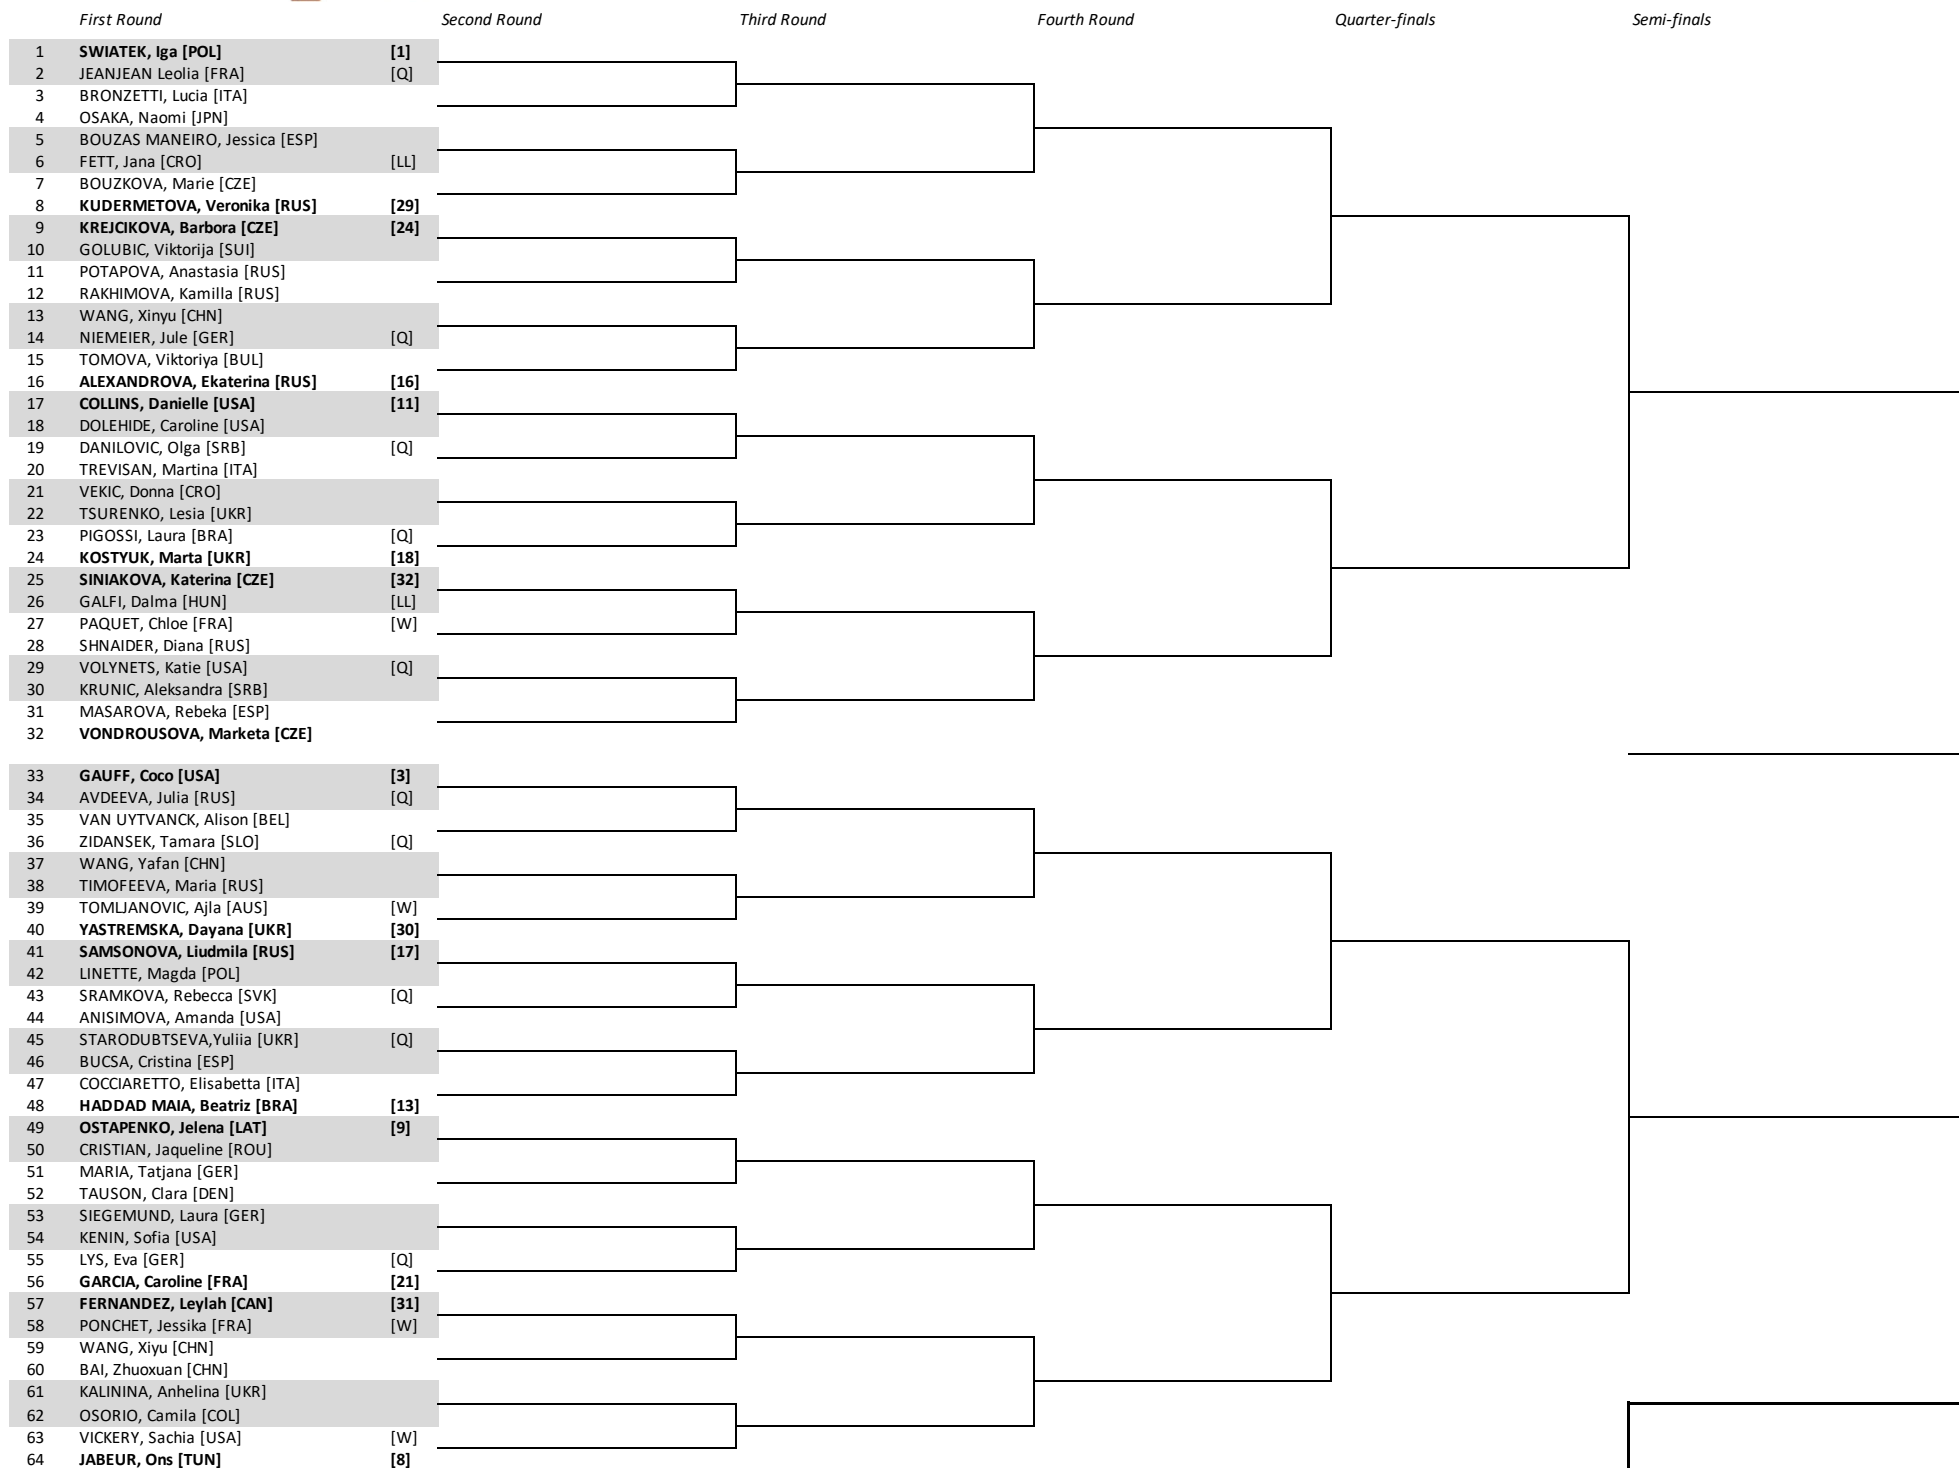 First Round Second Round Third Round Fourth Round Quarter-finals Semi-finals
1 SWIATEK, Iga [POL] [1]
2 JEANJEAN Leolia [FRA] [Q]
3 BRONZETTI, Lucia [ITA]
4 OSAKA, Naomi [JPN]
5 BOUZAS MANEIRO, Jessica [ESP]
6 FETT, Jana [CRO] [LL]
7 BOUZKOVA, Marie [CZE]
8 KUDERMETOVA, Veronika [RUS] [29]
9 KREJCIKOVA, Barbora [CZE] [24]
10 GOLUBIC, Viktorija [SUI]
11 POTAPOVA, Anastasia [RUS]
12 RAKHIMOVA, Kamilla [RUS]
13 WANG, Xinyu [CHN]
14 NIEMEIER, Jule [GER] [Q]
15 TOMOVA, Viktoriya [BUL]
16 ALEXANDROVA, Ekaterina [RUS] [16]
17 COLLINS, Danielle [USA] [11]
18 DOLEHIDE, Caroline [USA]
19 DANILOVIC, Olga [SRB] [Q]
20 TREVISAN, Martina [ITA]
21 VEKIC, Donna [CRO]
22 TSURENKO, Lesia [UKR]
23 PIGOSSI, Laura [BRA] [Q]
24 KOSTYUK, Marta [UKR] [18]
25 SINIAKOVA, Katerina [CZE] [32]
26 GALFI, Dalma [HUN] [LL]
27 PAQUET, Chloe [FRA] [W]
28 SHNAIDER, Diana [RUS]
29 VOLYNETS, Katie [USA] [Q]
30 KRUNIC, Aleksandra [SRB]
31 MASAROVA, Rebeka [ESP]
32 VONDROUSOVA, Marketa [CZE]
33 GAUFF, Coco [USA] [3]
34 AVDEEVA, Julia [RUS] [Q]
35 VAN UYTVANCK, Alison [BEL]
36 ZIDANSEK, Tamara [SLO] [Q]
37 WANG, Yafan [CHN]
38 TIMOFEEVA, Maria [RUS]
39 TOMLJANOVIC, Ajla [AUS] [W]
40 YASTREMSKA, Dayana [UKR] [30]
41 SAMSONOVA, Liudmila [RUS] [17]
42 LINETTE, Magda [POL]
43 SRAMKOVA, Rebecca [SVK] [Q]
44 ANISIMOVA, Amanda [USA]
45 STARODUBTSEVA,Yuliia [UKR] [Q]
46 BUCSA, Cristina [ESP]
47 COCCIARETTO, Elisabetta [ITA]
48 HADDAD MAIA, Beatriz [BRA] [13]
49 OSTAPENKO, Jelena [LAT] [9]
50 CRISTIAN, Jaqueline [ROU]
51 MARIA, Tatjana [GER]
52 TAUSON, Clara [DEN]
53 SIEGEMUND, Laura [GER]
54 KENIN, Sofia [USA]
55 LYS, Eva [GER] [Q]
56 GARCIA, Caroline [FRA] [21]
57 FERNANDEZ, Leylah [CAN] [31]
58 PONCHET, Jessika [FRA] [W]
59 WANG, Xiyu [CHN]
60 BAI, Zhuoxuan [CHN]
61 KALININA, Anhelina [UKR]
62 OSORIO, Camila [COL]
63 VICKERY, Sachia [USA] [W]
64 JABEUR, Ons [TUN] [8]